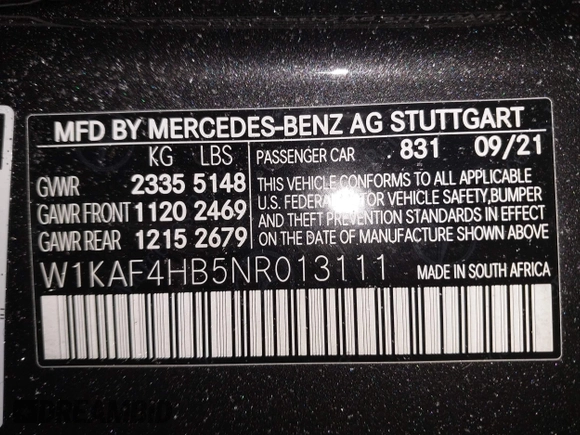 MFD BY MERCEDES-BENZ AG STUTTGART
KG LBS
PASSENGER CAR 831 09/21
GVWR 2335 5148
GAWR FRONT 1120 2469
GAWR REAR 1215 2679
THIS VEHICLE CONFORMS TO ALL APPLICABLE
U.S. FEDERAL MOTOR VEHICLE SAFETY,BUMPER
AND THEFT PREVENTION STANDARDS IN EFFECT
ON THE DATE OF MANUFACTURE SHOWN ABOVE.
W1KAF4HB5NR013111 MADE IN SOUTH AFRICA